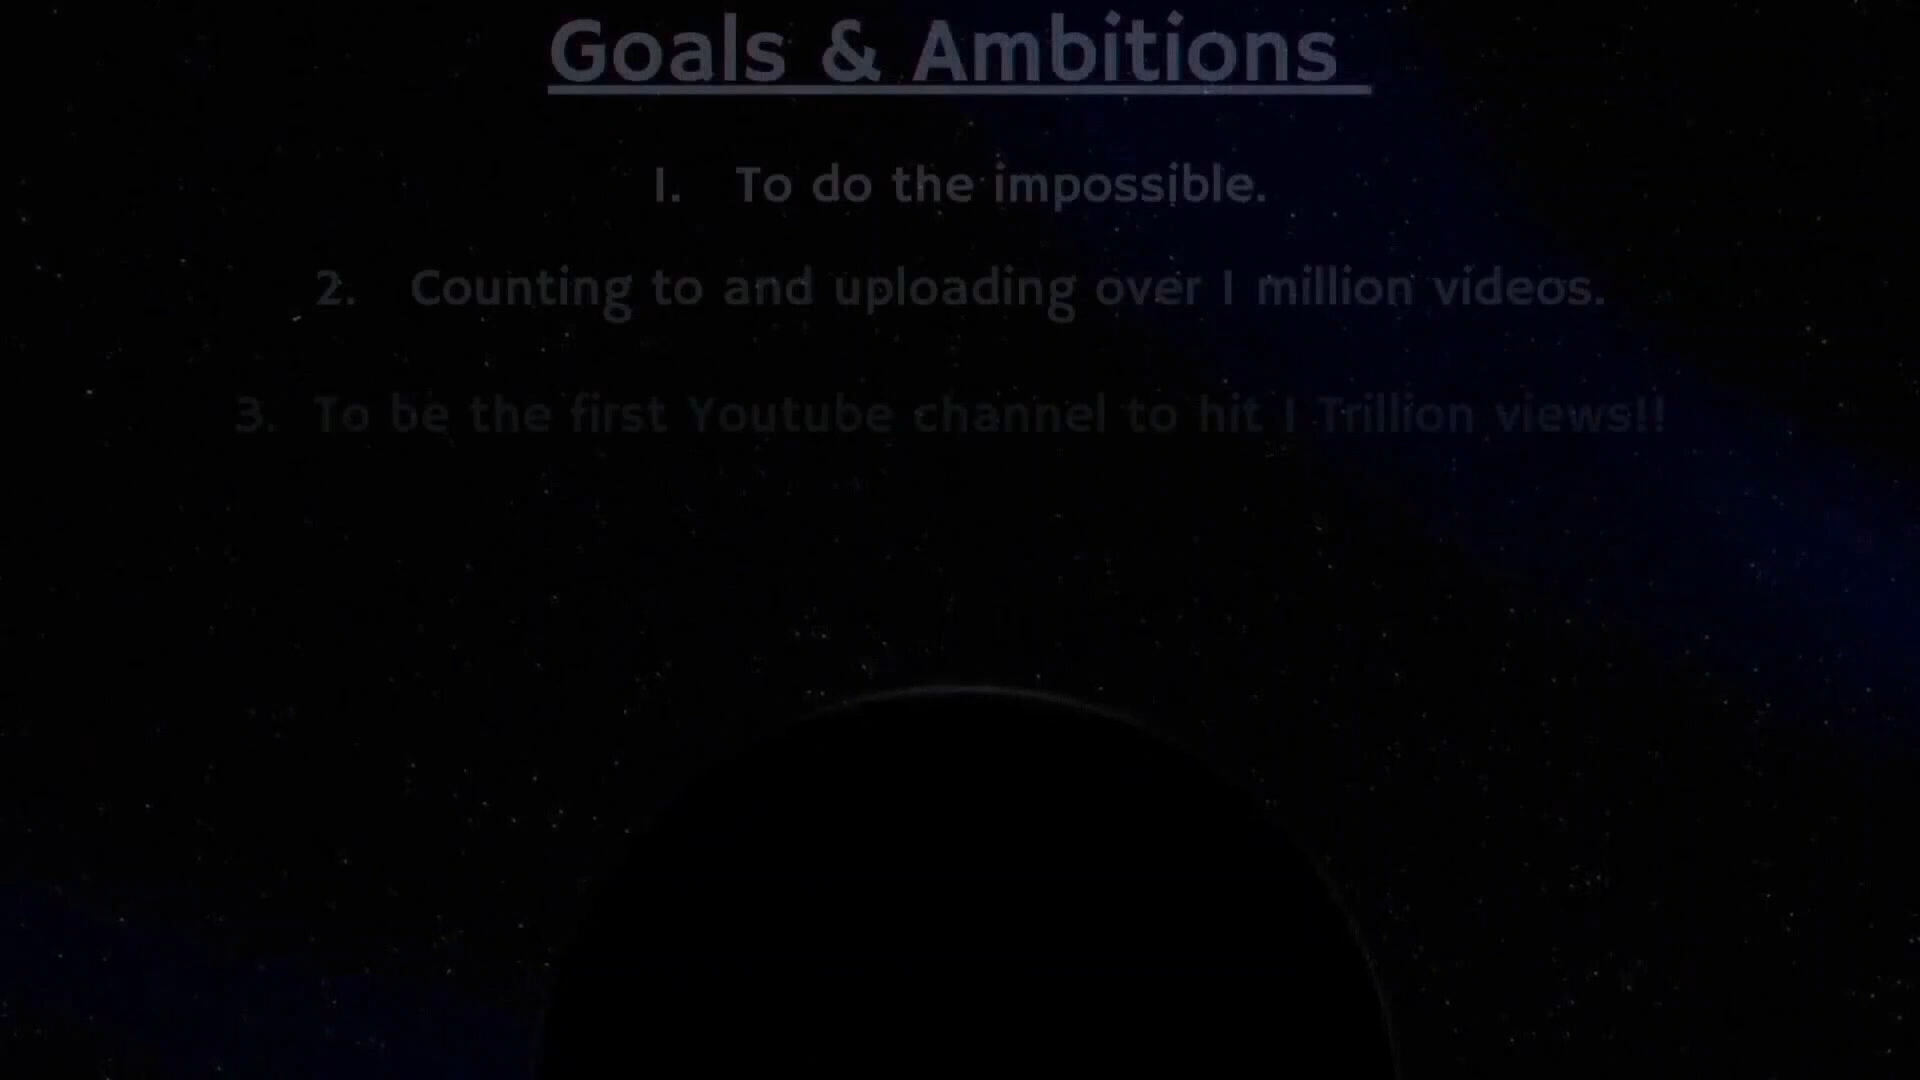 Goals & Ambitions
1. To do the impossible.
2. Counting to and uploading over 1 million videos.
3. To be the first Youtube channel to hit 1 Trillion views!!